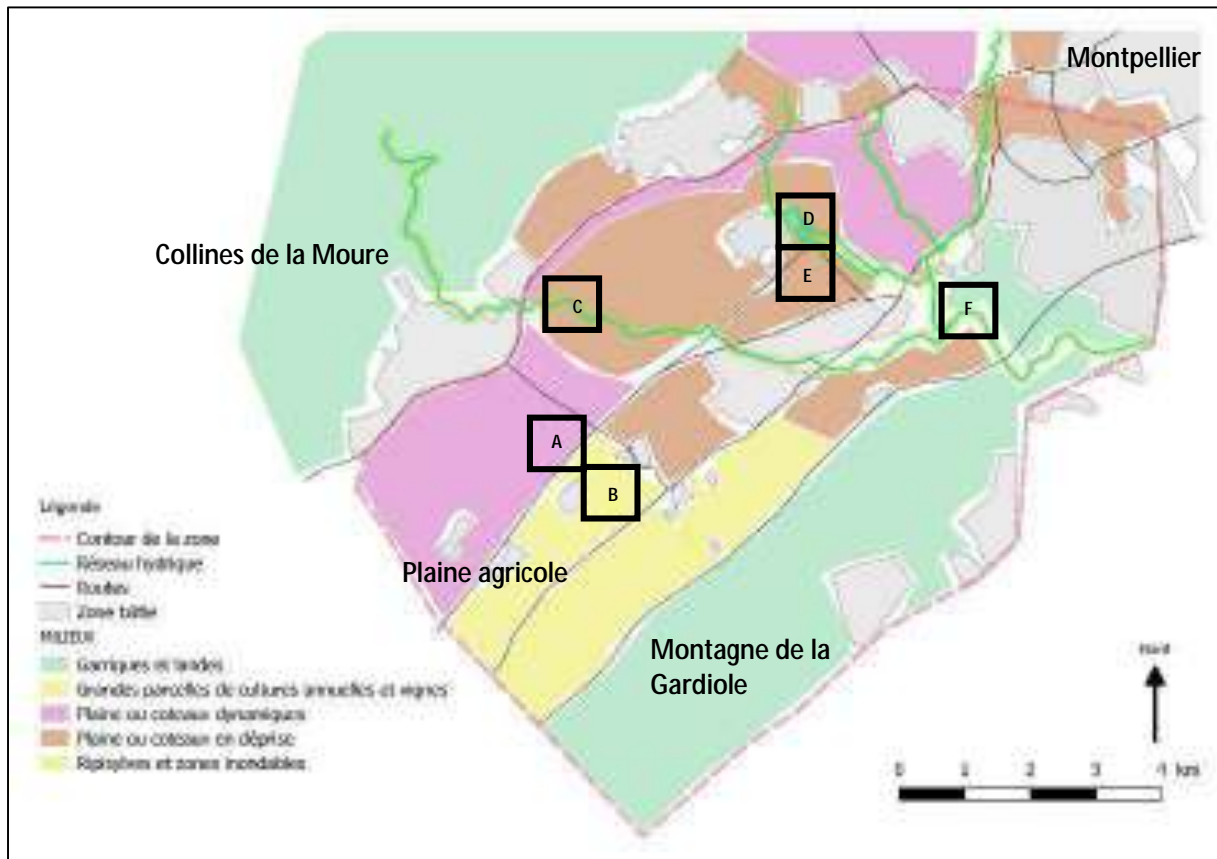 Montpellier
D
Collines de la Moure
E
C
F
A
B
Légende
Contour de la zone
Réseau hydrique
Routes
Zone bâtie
Plaine agricole
MILIEUX
Garrigues et landes
Grandes parcelles de cultures annuelles et vignes
Plaine ou coteaux dynamiques
Plaine ou coteaux en déprise
Ripisylves et zones inondables
Montagne de la
Gardiole
Nord
0 1 2 3 4 km